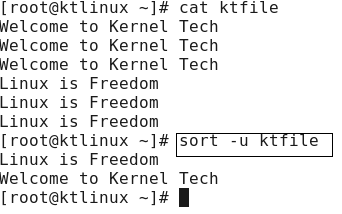 [root@ktlinux ~]# cat ktfile
Welcome to Kernel Tech
Welcome to Kernel Tech
Welcome to Kernel Tech
Linux is Freedom
Linux is Freedom
Linux is Freedom
[root@ktlinux ~]# sort -u ktfile
Linux is Freedom
Welcome to Kernel Tech
[root@ktlinux ~]#